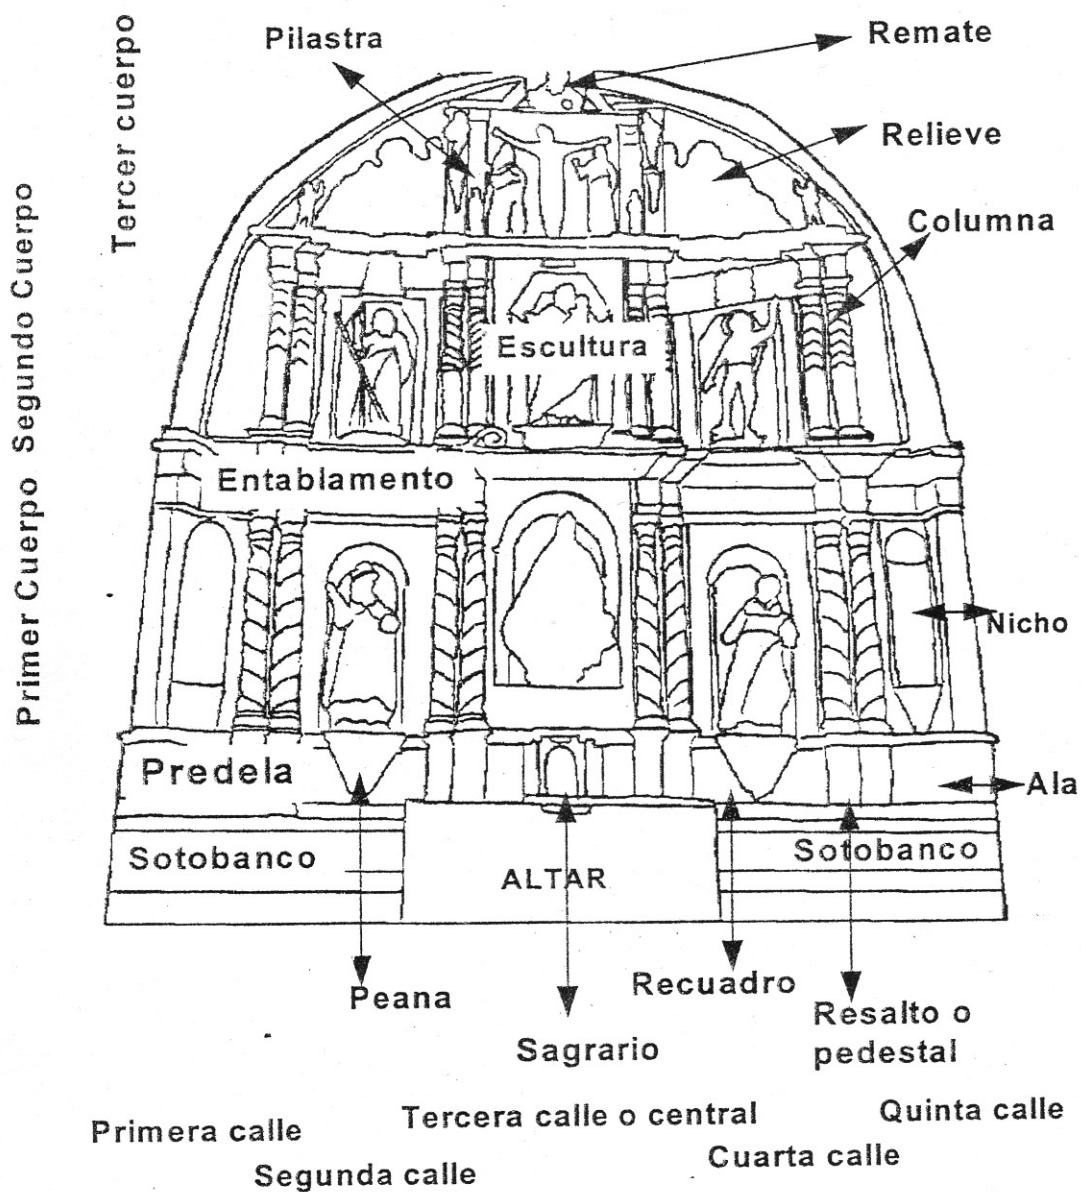 Tercer cuerpo
Segundo Cuerpo
Primer Cuerpo
Pilastra
Remate
Relieve
Columna
Escultura
Entablamento
Nicho
Predela
Ala
Sotobanco
Sotobanco
ALTAR
Peana
Recuadro
Sagrario
Resalto o
pedestal
Primera calle
Segunda calle
Tercera calle o central
Cuarta calle
Quinta calle